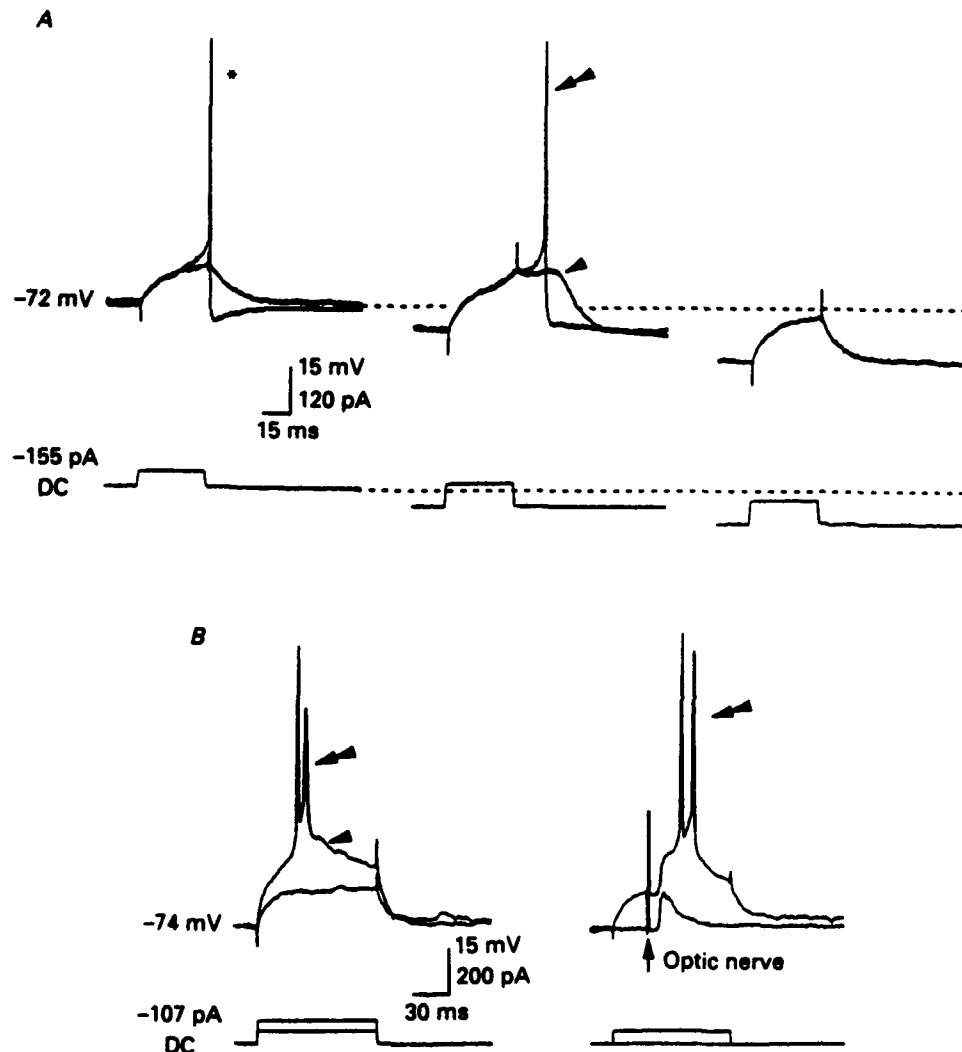 A
*
−72 mV
15 mV
120 pA
15 ms
−155 pA
DC
B
−74 mV
15 mV
200 pA
30 ms
Optic nerve
−107 pA
DC